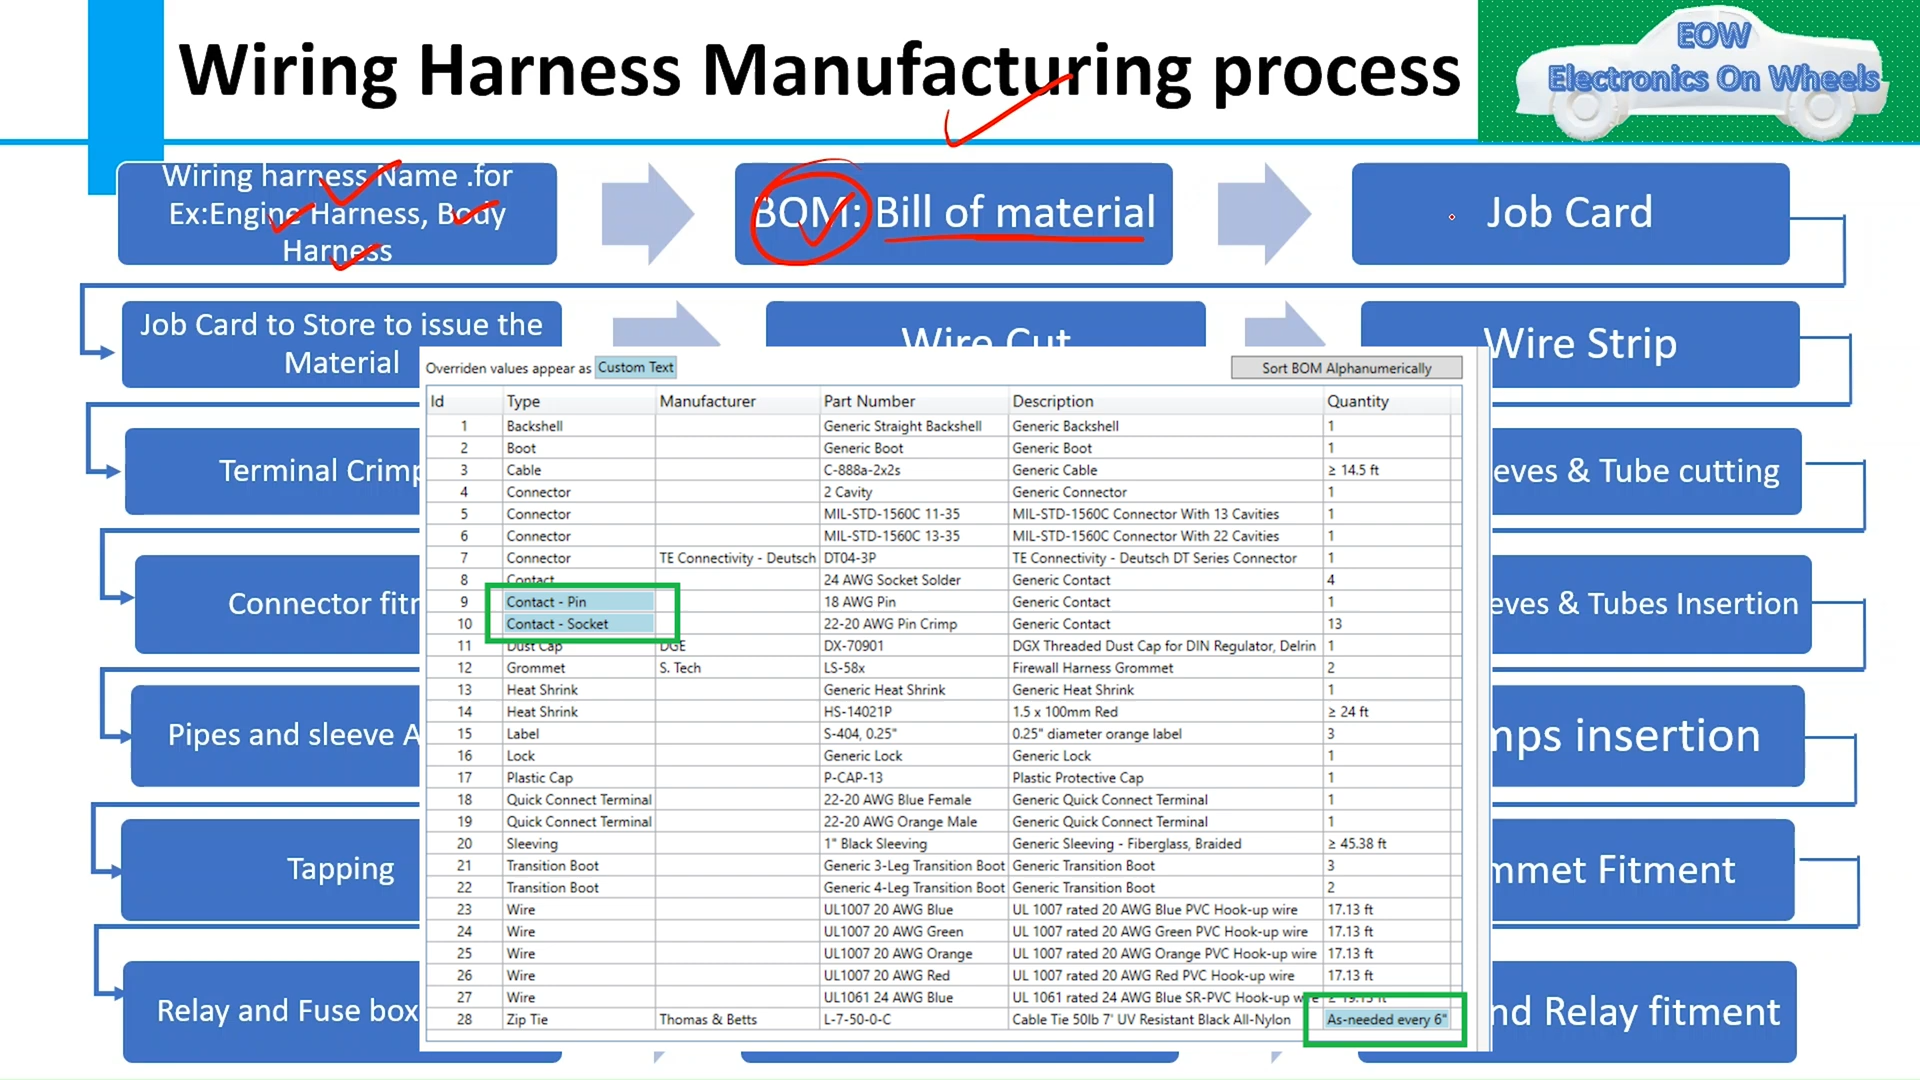 Wiring Harness Manufacturing process
EOW
Electronics On Wheels
Wiring harness Name .for
Ex:Engine Harness, Body
Harness
BOM: Bill of material
Job Card
Job Card to Store to issue the
Material
Wire Cut
Wire Strip
Overriden values appear as Custom Text
Sort BOM Alphanumerically
Id Type Manufacturer Part Number Description Quantity
1 Backshell Generic Straight Backshell Generic Backshell 1
2 Boot Generic Boot Generic Boot 1
3 Cable C-888a-2x2s Generic Cable ≥ 14.5 ft
4 Connector 2 Cavity Generic Connector 1
5 Connector MIL-STD-1560C 11-35 MIL-STD-1560C Connector With 13 Cavities 1
6 Connector MIL-STD-1560C 13-35 MIL-STD-1560C Connector With 22 Cavities 1
7 Connector TE Connectivity - Deutsch DT04-3P TE Connectivity - Deutsch DT Series Connector 1
8 Contact 24 AWG Socket Solder Generic Contact 4
9 Contact - Pin 18 AWG Pin Generic Contact 1
10 Contact - Socket 22-20 AWG Pin Crimp Generic Contact 13
11 Dust Cap DGE DX-70901 DGX Threaded Dust Cap for DIN Regulator, Delrin 1
12 Grommet S. Tech LS-58x Firewall Harness Grommet 2
13 Heat Shrink Generic Heat Shrink Generic Heat Shrink 1
14 Heat Shrink HS-14021P 1.5 x 100mm Red ≥ 24 ft
15 Label S-404, 0.25" 0.25" diameter orange label 3
16 Lock Generic Lock Generic Lock 1
17 Plastic Cap P-CAP-13 Plastic Protective Cap 1
18 Quick Connect Terminal 22-20 AWG Blue Female Generic Quick Connect Terminal 1
19 Quick Connect Terminal 22-20 AWG Orange Male Generic Quick Connect Terminal 1
20 Sleeving 1" Black Sleeving Generic Sleeving - Fiberglass, Braided ≥ 45.38 ft
21 Transition Boot Generic 3-Leg Transition Boot Generic Transition Boot 3
22 Transition Boot Generic 4-Leg Transition Boot Generic Transition Boot 2
23 Wire UL1007 20 AWG Blue UL 1007 rated 20 AWG Blue PVC Hook-up wire 17.13 ft
24 Wire UL1007 20 AWG Green UL 1007 rated 20 AWG Green PVC Hook-up wire 17.13 ft
25 Wire UL1007 20 AWG Orange UL 1007 rated 20 AWG Orange PVC Hook-up wire 17.13 ft
26 Wire UL1007 20 AWG Red UL 1007 rated 20 AWG Red PVC Hook-up wire 17.13 ft
27 Wire UL1061 24 AWG Blue UL 1061 rated 24 AWG Blue SR-PVC Hook-up wire ≥ 19.13 ft
28 Zip Tie Thomas & Betts L-7-50-0-C Cable Tie 50lb 7' UV Resistant Black All-Nylon As-needed every 6"
Terminal Crimp
eves & Tube cutting
Connector fitm
eves & Tubes Insertion
Pipes and sleeve A
mps insertion
Tapping
mmet Fitment
Relay and Fuse box
nd Relay fitment